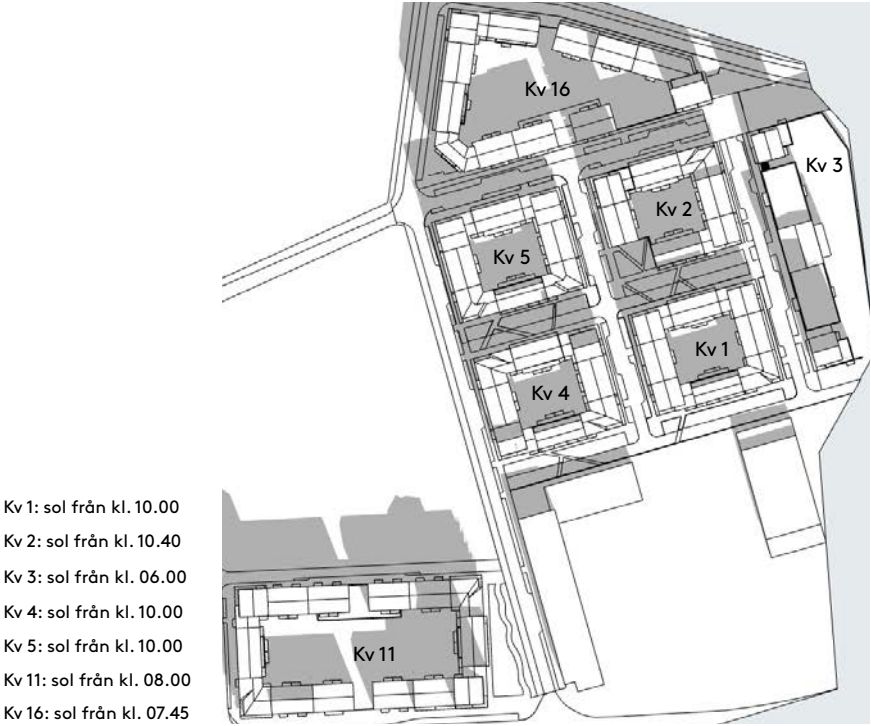 Kv 16
Kv 3
Kv 2
Kv 5
Kv 1
Kv 4
Kv 11
Kv 1: sol från kl. 10.00
Kv 2: sol från kl. 10.40
Kv 3: sol från kl. 06.00
Kv 4: sol från kl. 10.00
Kv 5: sol från kl. 10.00
Kv 11: sol från kl. 08.00
Kv 16: sol från kl. 07.45